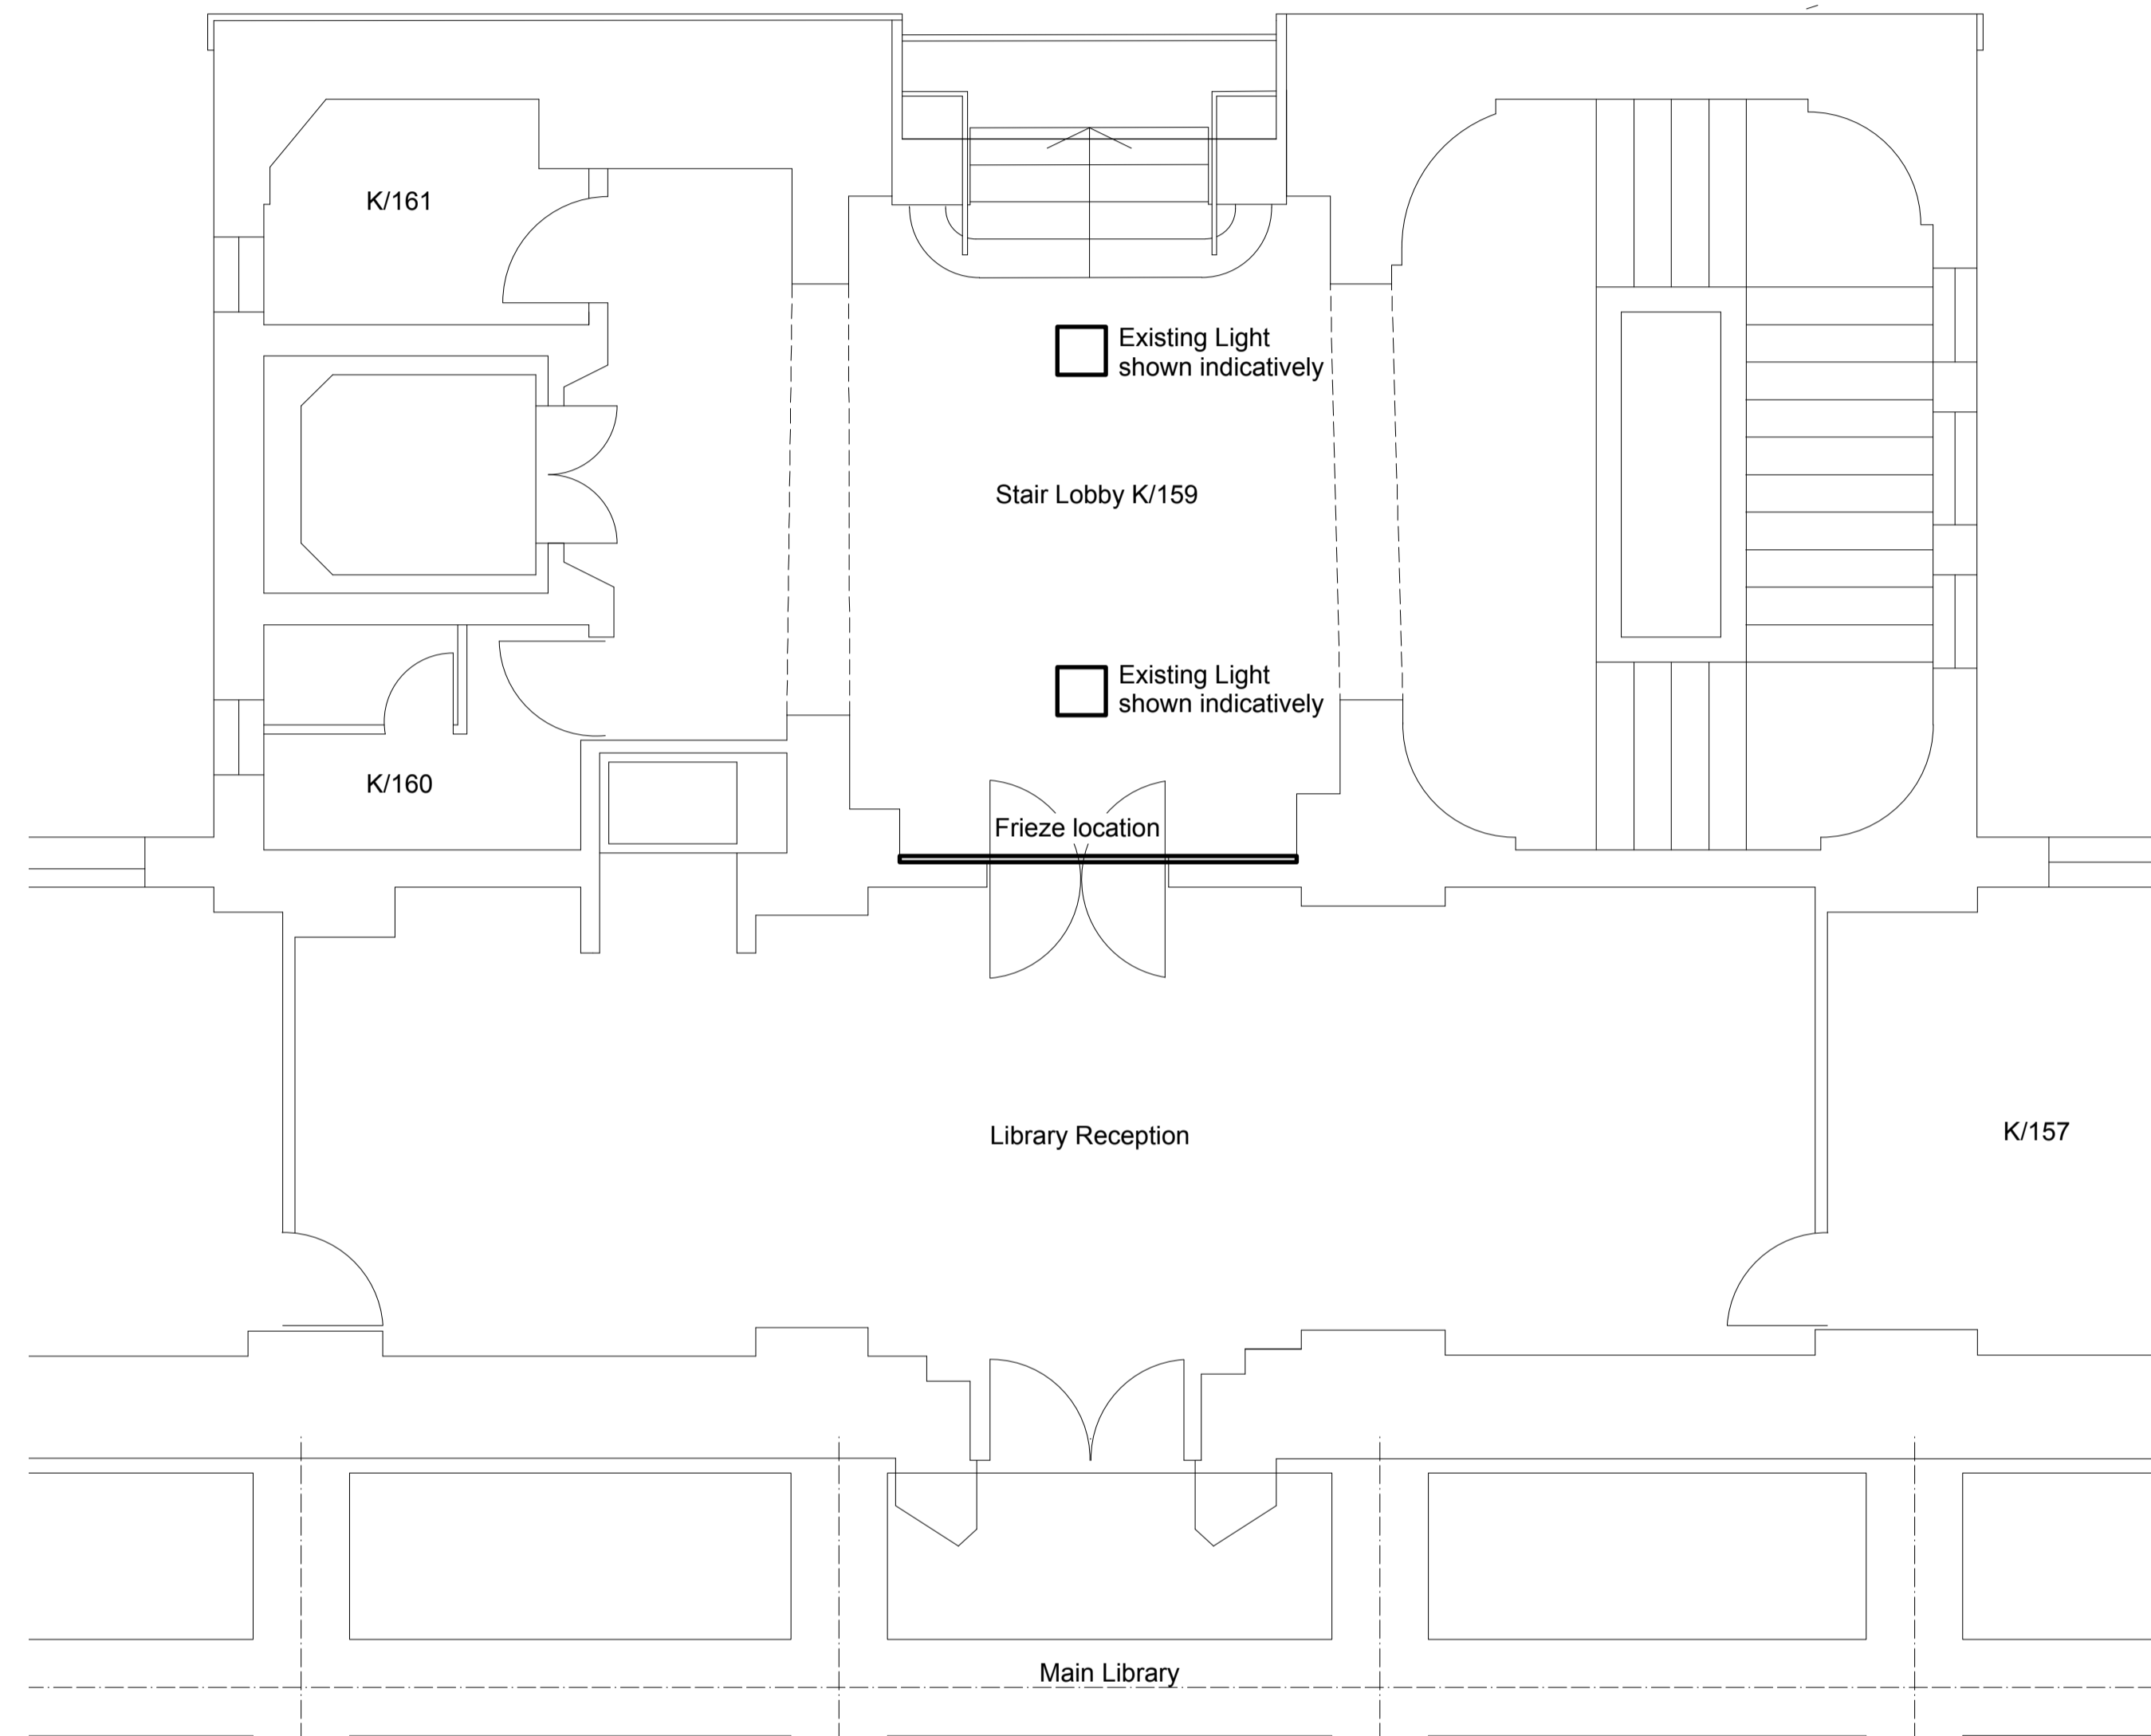 K/161
Existing Light
shown indicatively
Stair Lobby K/159
Existing Light
shown indicatively
K/160
Frieze location
Library Reception
K/157
Main Library